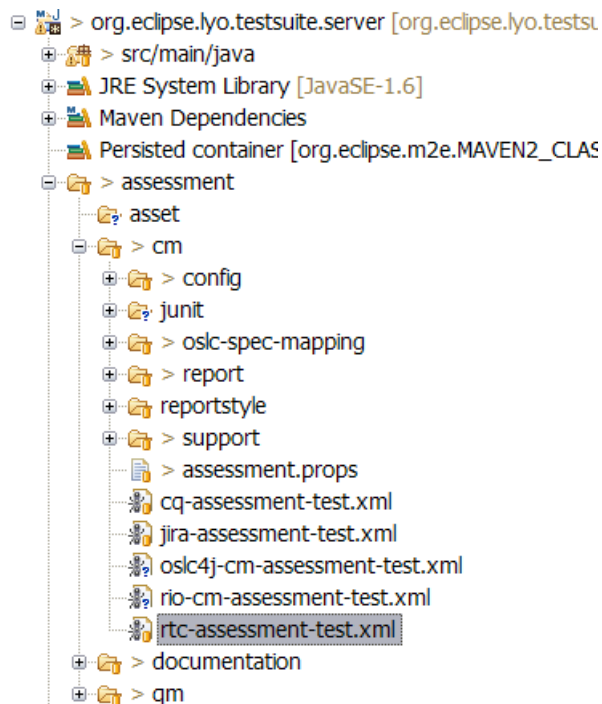 > org.eclipse.lyo.testsuite.server [org.eclipse.lyo.testsu
> src/main/java
JRE System Library [JavaSE-1.6]
Maven Dependencies
Persisted container [org.eclipse.m2e.MAVEN2_CLAS
> assessment
asset
> cm
> config
junit
> oslc-spec-mapping
> report
reportstyle
> support
> assessment.props
cq-assessment-test.xml
jira-assessment-test.xml
oslc4j-cm-assessment-test.xml
rio-cm-assessment-test.xml
rtc-assessment-test.xml
> documentation
> qm